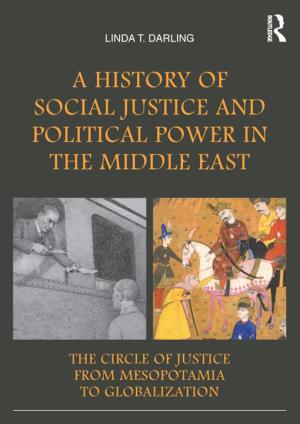 LINDA T. DARLING
ROUTLEDGE
A HISTORY OF
SOCIAL JUSTICE AND
POLITICAL POWER IN
THE MIDDLE EAST
THE CIRCLE OF JUSTICE
FROM MESOPOTAMIA
TO GLOBALIZATION